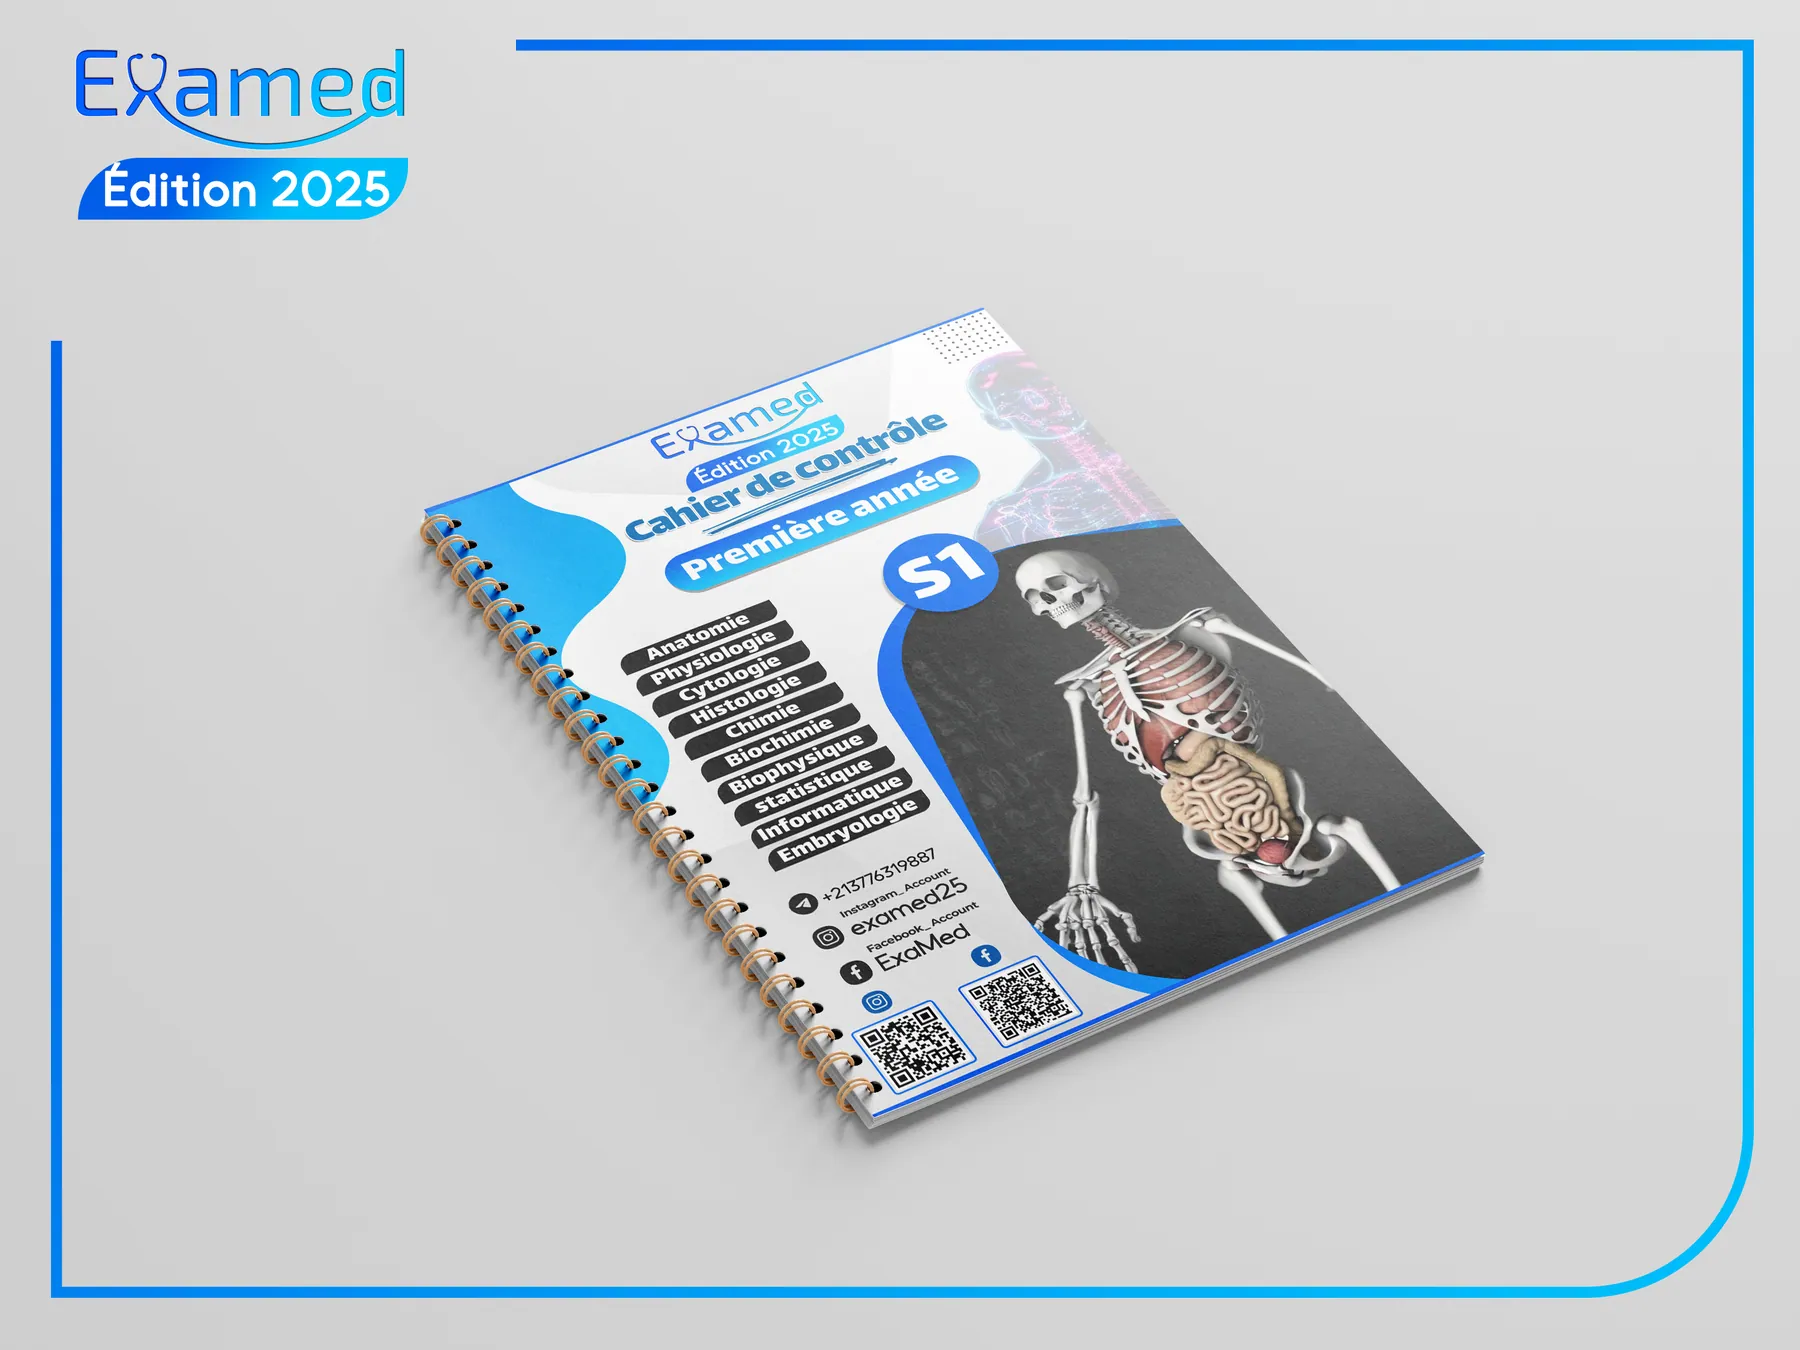 Examed
Édition 2025
Examed
Édition 2025
Cahier de contrôle
Première année
S1
Anatomie
Physiologie
Cytologie
Histologie
Chimie
Biochimie
Biophysique
statistique
Informatique
Embryologie
+213776319887
Instagram_Account
examed25
Facebook_Account
ExaMed